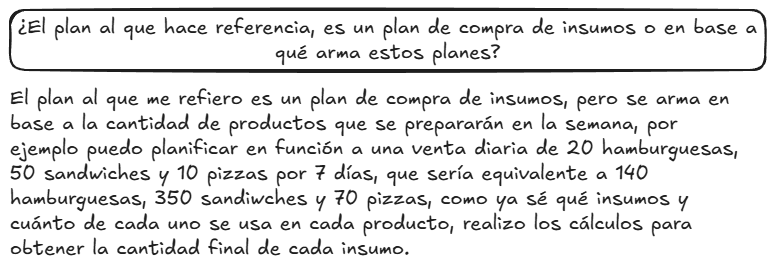 ¿El plan al que hace referencia, es un plan de compra de insumos o en base a
qué arma estos planes?
El plan al que me refiero es un plan de compra de insumos, pero se arma en
base a la cantidad de productos que se prepararán en la semana, por
ejemplo puedo planificar en función a una venta diaria de 20 hamburguesas,
50 sandwiches y 10 pizzas por 7 días, que sería equivalente a 140
hamburguesas, 350 sandiwches y 70 pizzas, como ya sé qué insumos y
cuánto de cada uno se usa en cada producto, realizo los cálculos para
obtener la cantidad final de cada insumo.